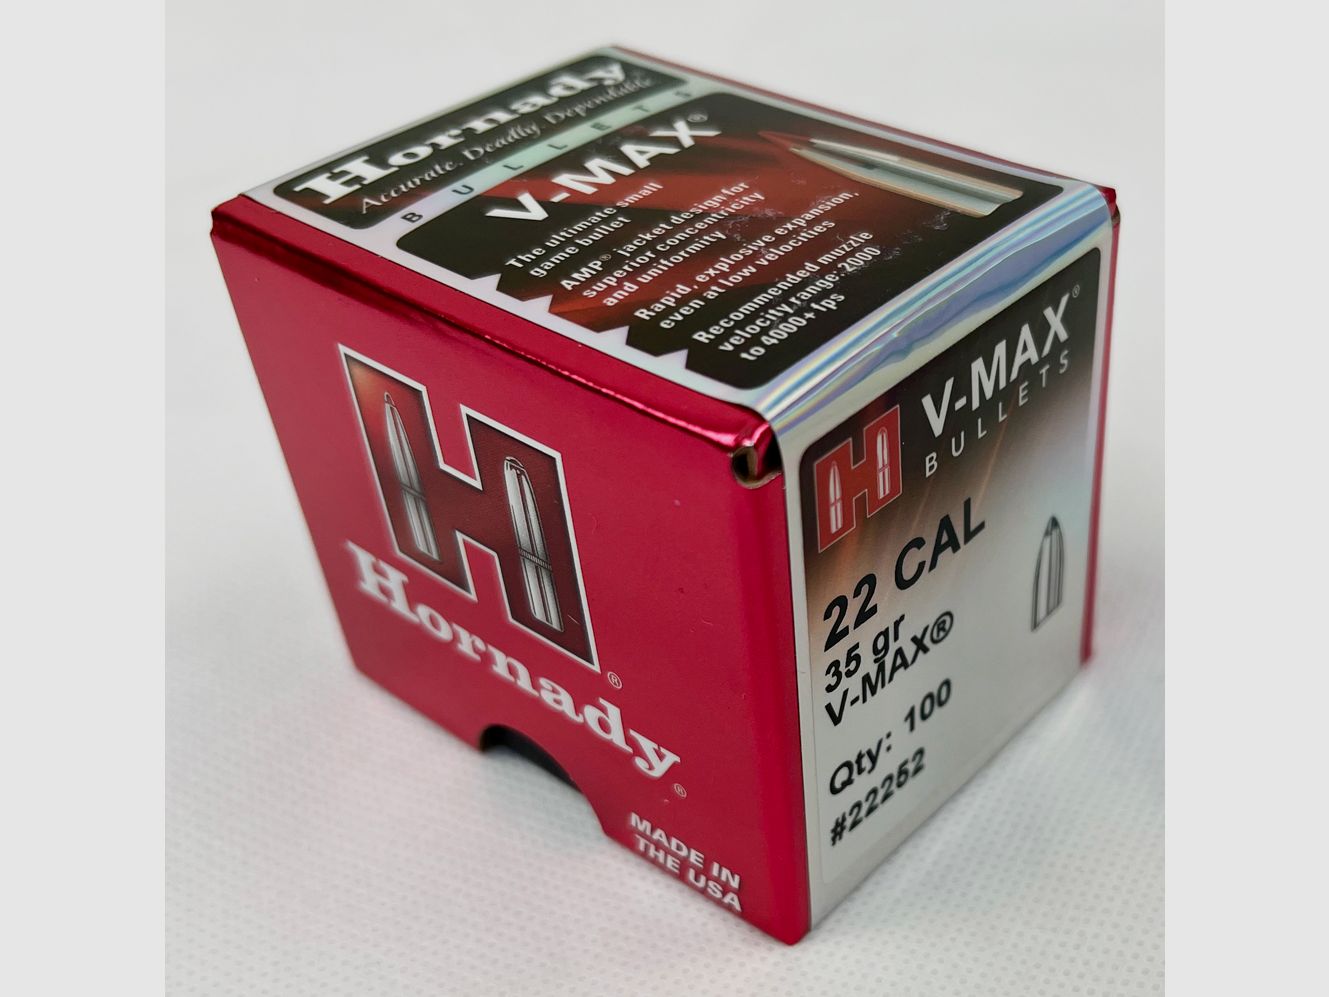 Hornady
Accurate. Deadly. Dependable.®
BULLETS
V-MAX®
The ultimate small
game bullet
AMP® jacket design for
superior concentricity
and uniformity
Rapid, explosive expansion,
even at low velocities
Recommended muzzle
velocity range: 2000
to 4000+ fps
H
Hornady®
MADE IN
THE USA
H
V-MAX®
BULLETS
22 CAL
35 gr
V-MAX®
Qty: 100
#22252